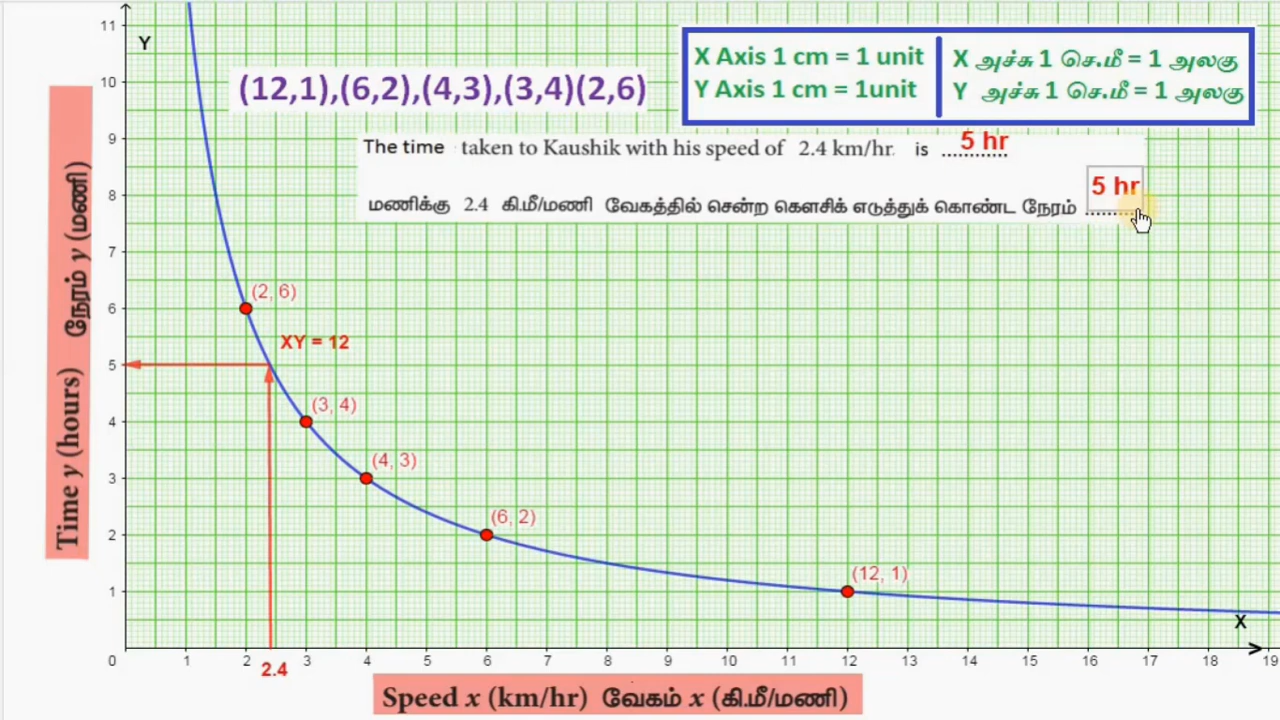 Y
X Axis 1 cm = 1 unit
Y Axis 1 cm = 1unit
X அச்சு 1 செ.மீ = 1 அலகு
Y அச்சு 1 செ.மீ = 1 அலகு
(12,1),(6,2),(4,3),(3,4)(2,6)
The time taken to Kaushik with his speed of 2.4 km/hr. is 5 hr
மணிக்கு 2.4 கி.மீ/மணி வேகத்தில் சென்ற கௌசிக் எடுத்துக் கொண்ட நேரம் 5 hr
Time y (hours) நேரம் y (மணி)
11
10
9
8
7
6
5
4
3
2
1
(2, 6)
XY = 12
(3, 4)
(4, 3)
(6, 2)
(12, 1)
X
0 1 2 3 4 5 6 7 8 9 10 11 12 13 14 15 16 17 18 19
2.4
Speed x (km/hr) வேகம் x (கி.மீ/மணி)